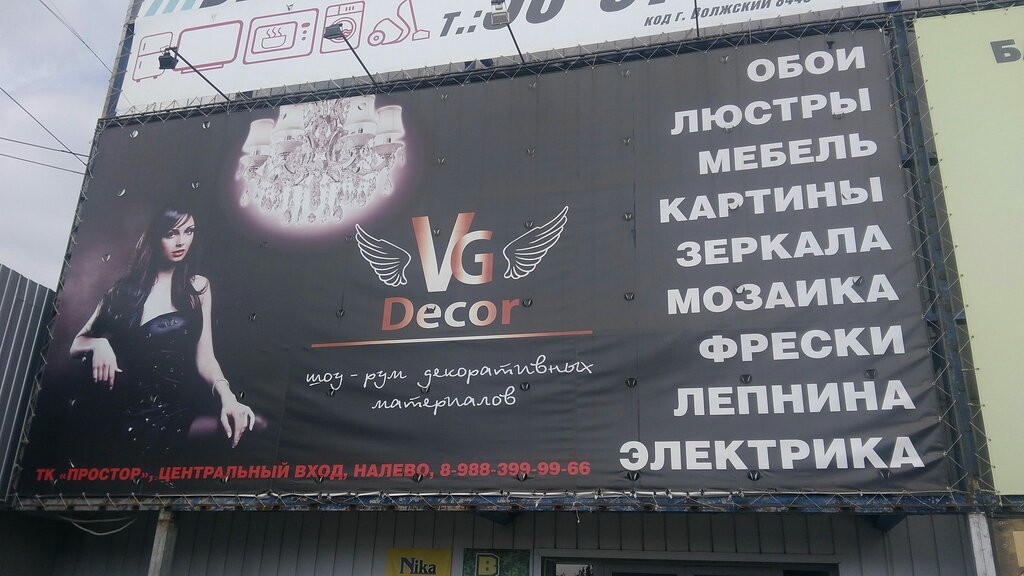 т.:
код г. Волжский 8443
VG
Decor
шоу - рум декоративных
материалов
ОБОИ
ЛЮСТРЫ
МЕБЕЛЬ
КАРТИНЫ
ЗЕРКАЛА
МОЗАИКА
ФРЕСКИ
ЛЕПНИНА
ЭЛЕКТРИКА
ТК «ПРОСТОР», ЦЕНТРАЛЬНЫЙ ВХОД, НАЛЕВО, 8-988-399-99-66
Nika
B